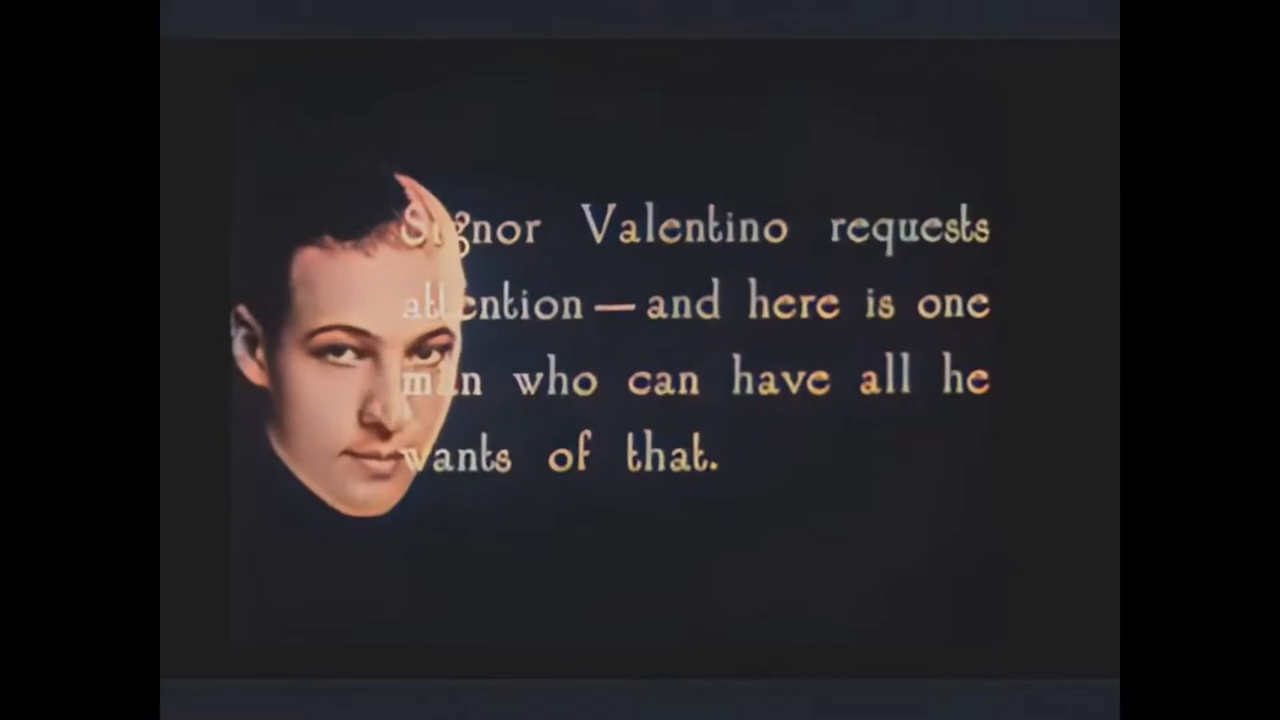 Signor Valentino requests
attention — and here is one
man who can have all he
wants of that.